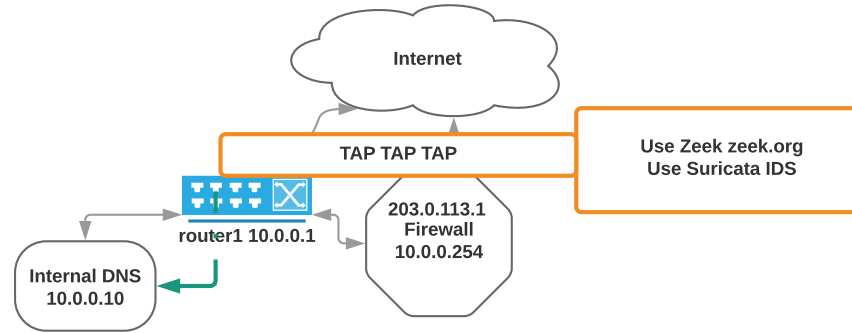 Internet
TAP TAP TAP
Use Zeek zeek.org
Use Suricata IDS
203.0.113.1
Firewall
10.0.0.254
router1 10.0.0.1
Internal DNS
10.0.0.10